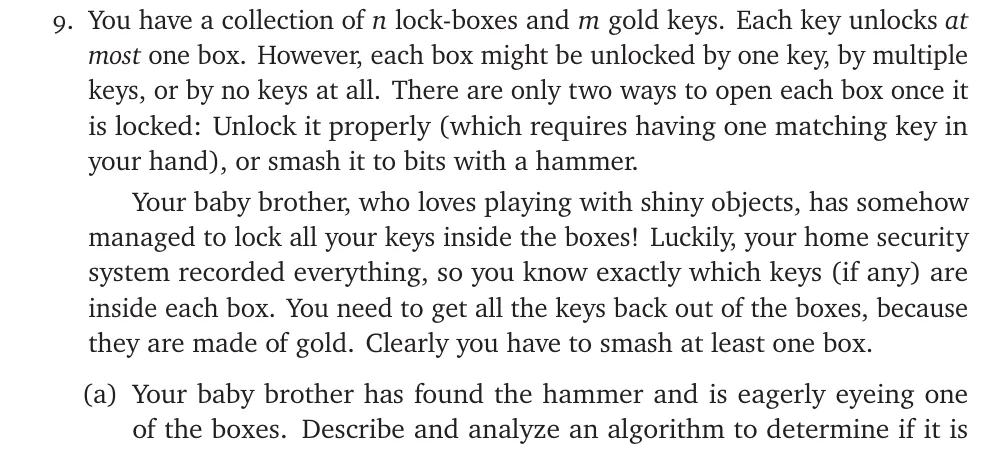 9. You have a collection of n lock-boxes and m gold keys. Each key unlocks at
most one box. However, each box might be unlocked by one key, by multiple
keys, or by no keys at all. There are only two ways to open each box once it
is locked: Unlock it properly (which requires having one matching key in
your hand), or smash it to bits with a hammer.
Your baby brother, who loves playing with shiny objects, has somehow
managed to lock all your keys inside the boxes! Luckily, your home security
system recorded everything, so you know exactly which keys (if any) are
inside each box. You need to get all the keys back out of the boxes, because
they are made of gold. Clearly you have to smash at least one box.
(a) Your baby brother has found the hammer and is eagerly eyeing one
of the boxes. Describe and analyze an algorithm to determine if it is